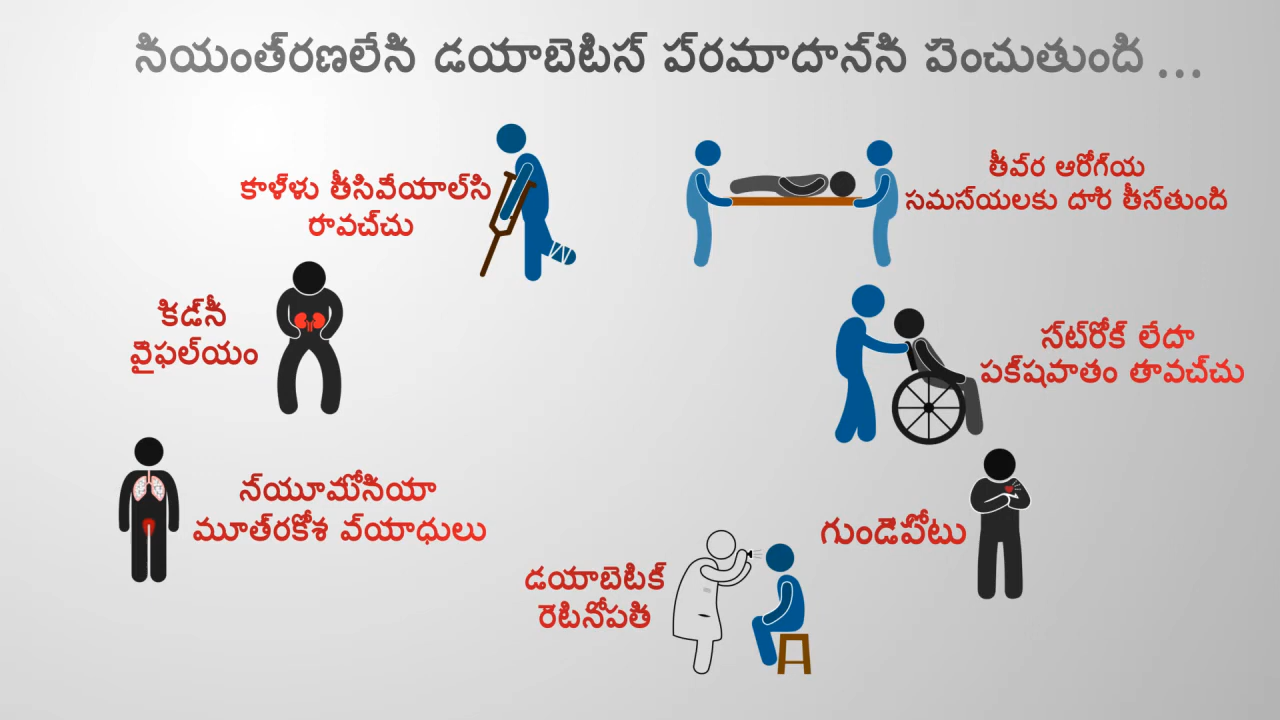 నియంత్రణలేని డయాబెటిస్ ప్రమాదాన్ని పెంచుతుంది ...
కాళ్ళు తీసివేయాల్సి
రావచ్చు
తీవ్ర ఆరోగ్య
సమస్యలకు దారి తీస్తుంది
కిడ్నీ
వైఫల్యం
స్ట్రోక్ లేదా
పక్షవాతం తావచ్చు
న్యూమోనియా
మూత్రకోశ వ్యాధులు
గుండెపోటు
డయాబెటిక్
రెటినోపతి